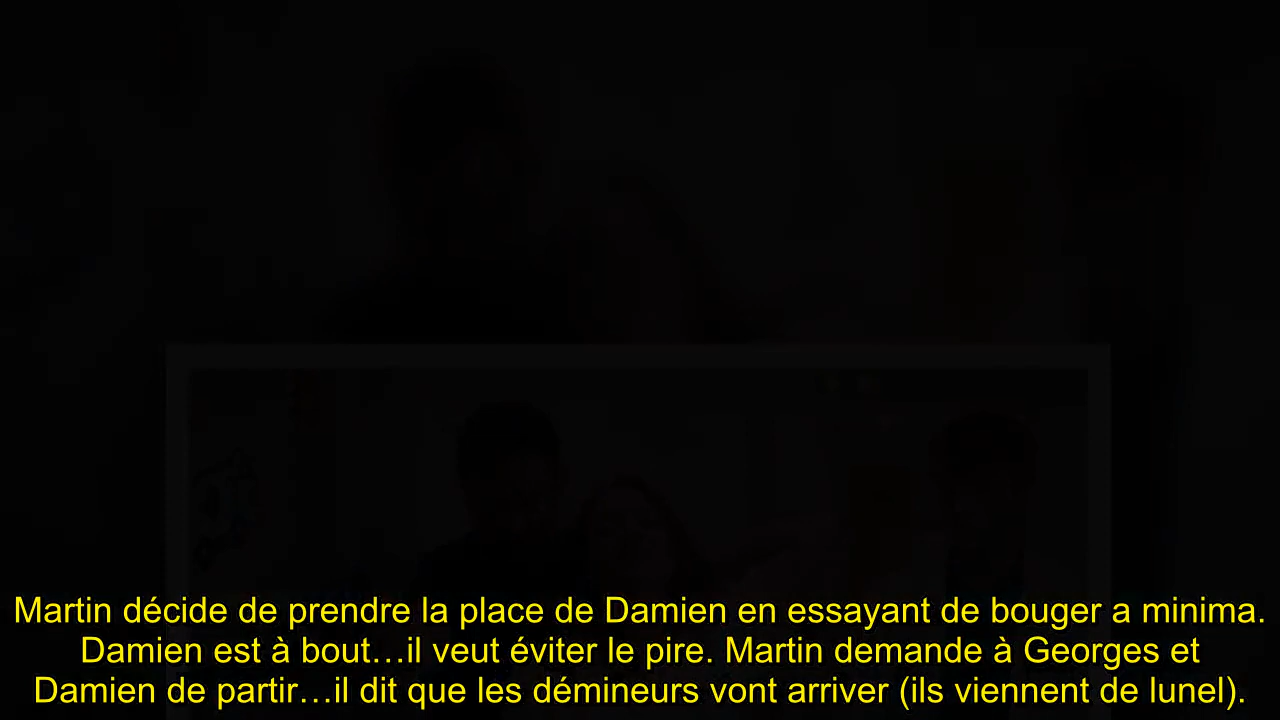 Martin décide de prendre la place de Damien en essayant de bouger a minima.
Damien est à bout…il veut éviter le pire. Martin demande à Georges et
Damien de partir…il dit que les démineurs vont arriver (ils viennent de lunel).